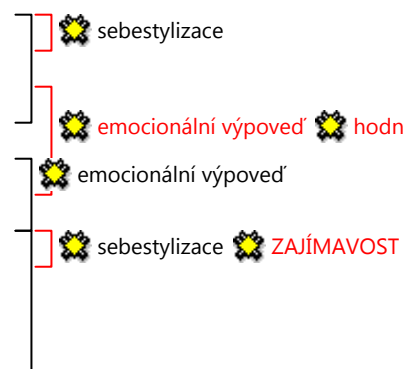 sebestylizace
emocionální výpoveď hodn
emocionální výpoveď
sebestylizace ZAJÍMAVOST